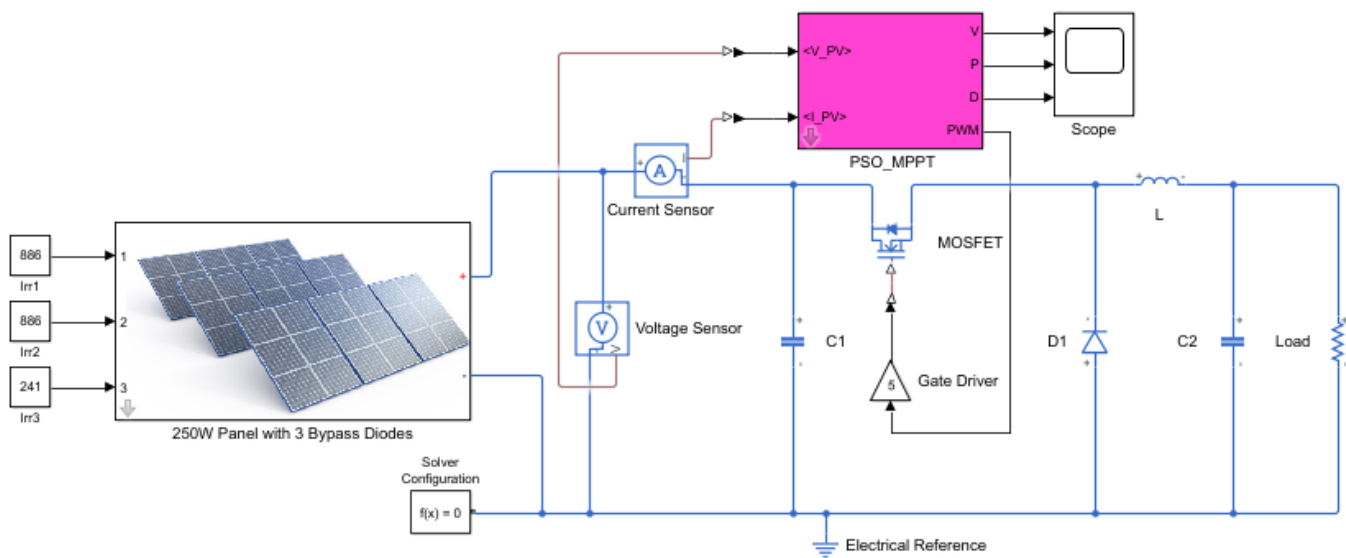 <V_PV>
<I_PV>
V
P
D
PWM
PSO_MPPT
Scope
+
A
I
-
Current Sensor
886
Irr1
886
Irr2
241
Irr3
1
2
3
+
-
250W Panel with 3 Bypass Diodes
+
V
-
V
Voltage Sensor
+
C1
-
MOSFET
5
Gate Driver
-
D1
+
+
-
L
+
C2
-
+
Load
-
Solver
Configuration
f(x) = 0
Electrical Reference